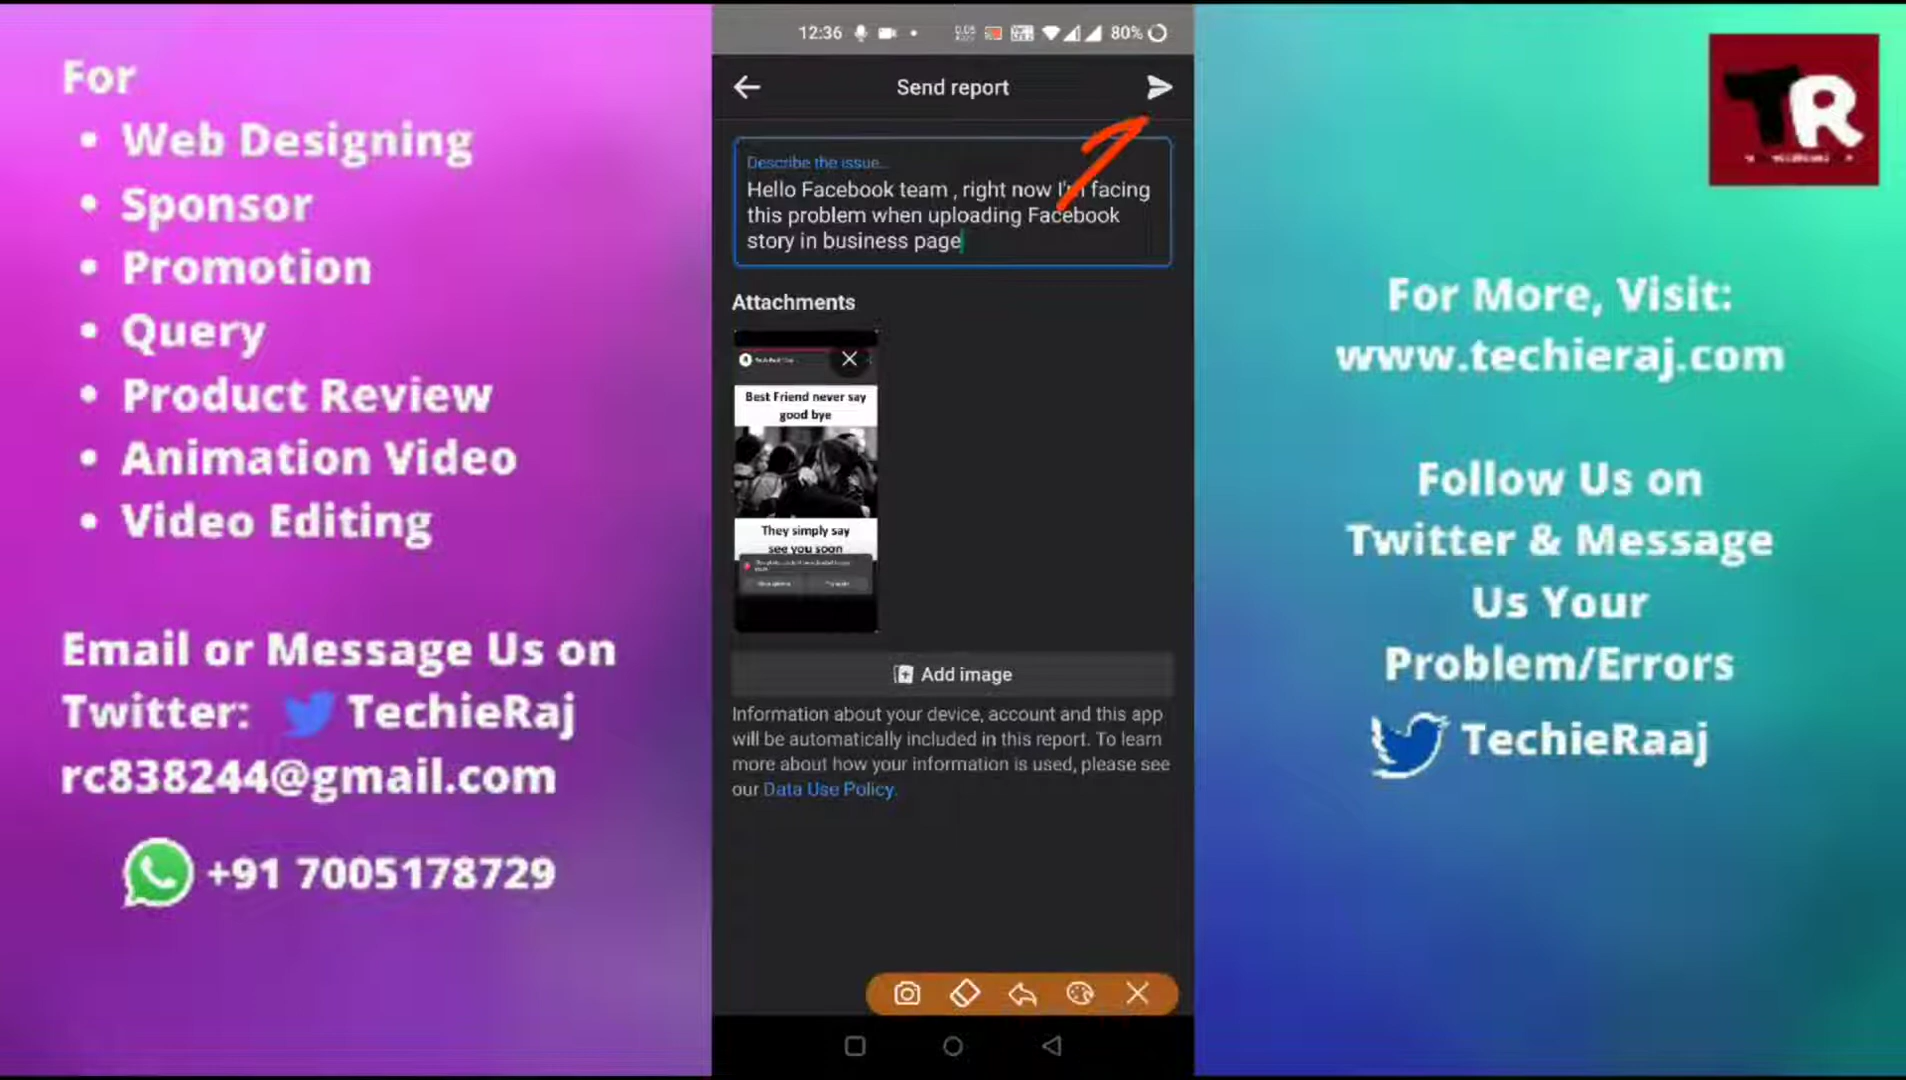 For
• Web Designing
• Sponsor
• Promotion
• Query
• Product Review
• Animation Video
• Video Editing
Email or Message Us on
Twitter: TechieRaj
rc838244@gmail.com
+91 7005178729
12:36
80%
Send report
Describe the issue...
Hello Facebook team , right now I'm facing
this problem when uploading Facebook
story in business page
Attachments
Best Friend never say
good bye
They simply say
see you soon
Add image
Information about your device, account and this app
will be automatically included in this report. To learn
more about how your information is used, please see
our Data Use Policy.
TR
For More, Visit:
www.techieraj.com
Follow Us on
Twitter & Message
Us Your
Problem/Errors
TechieRaaj